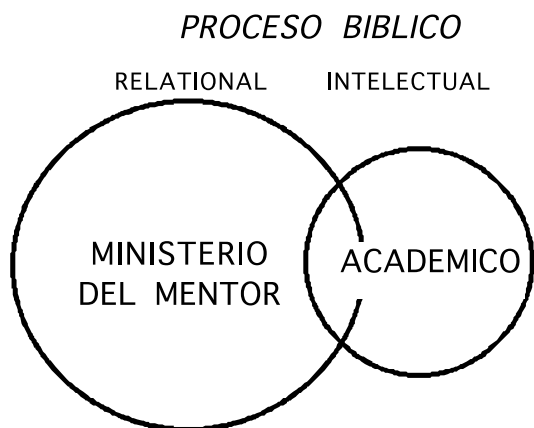 PROCESO BIBLICO
RELATIONAL INTELECTUAL
MINISTERIO
DEL MENTOR
ACADEMICO